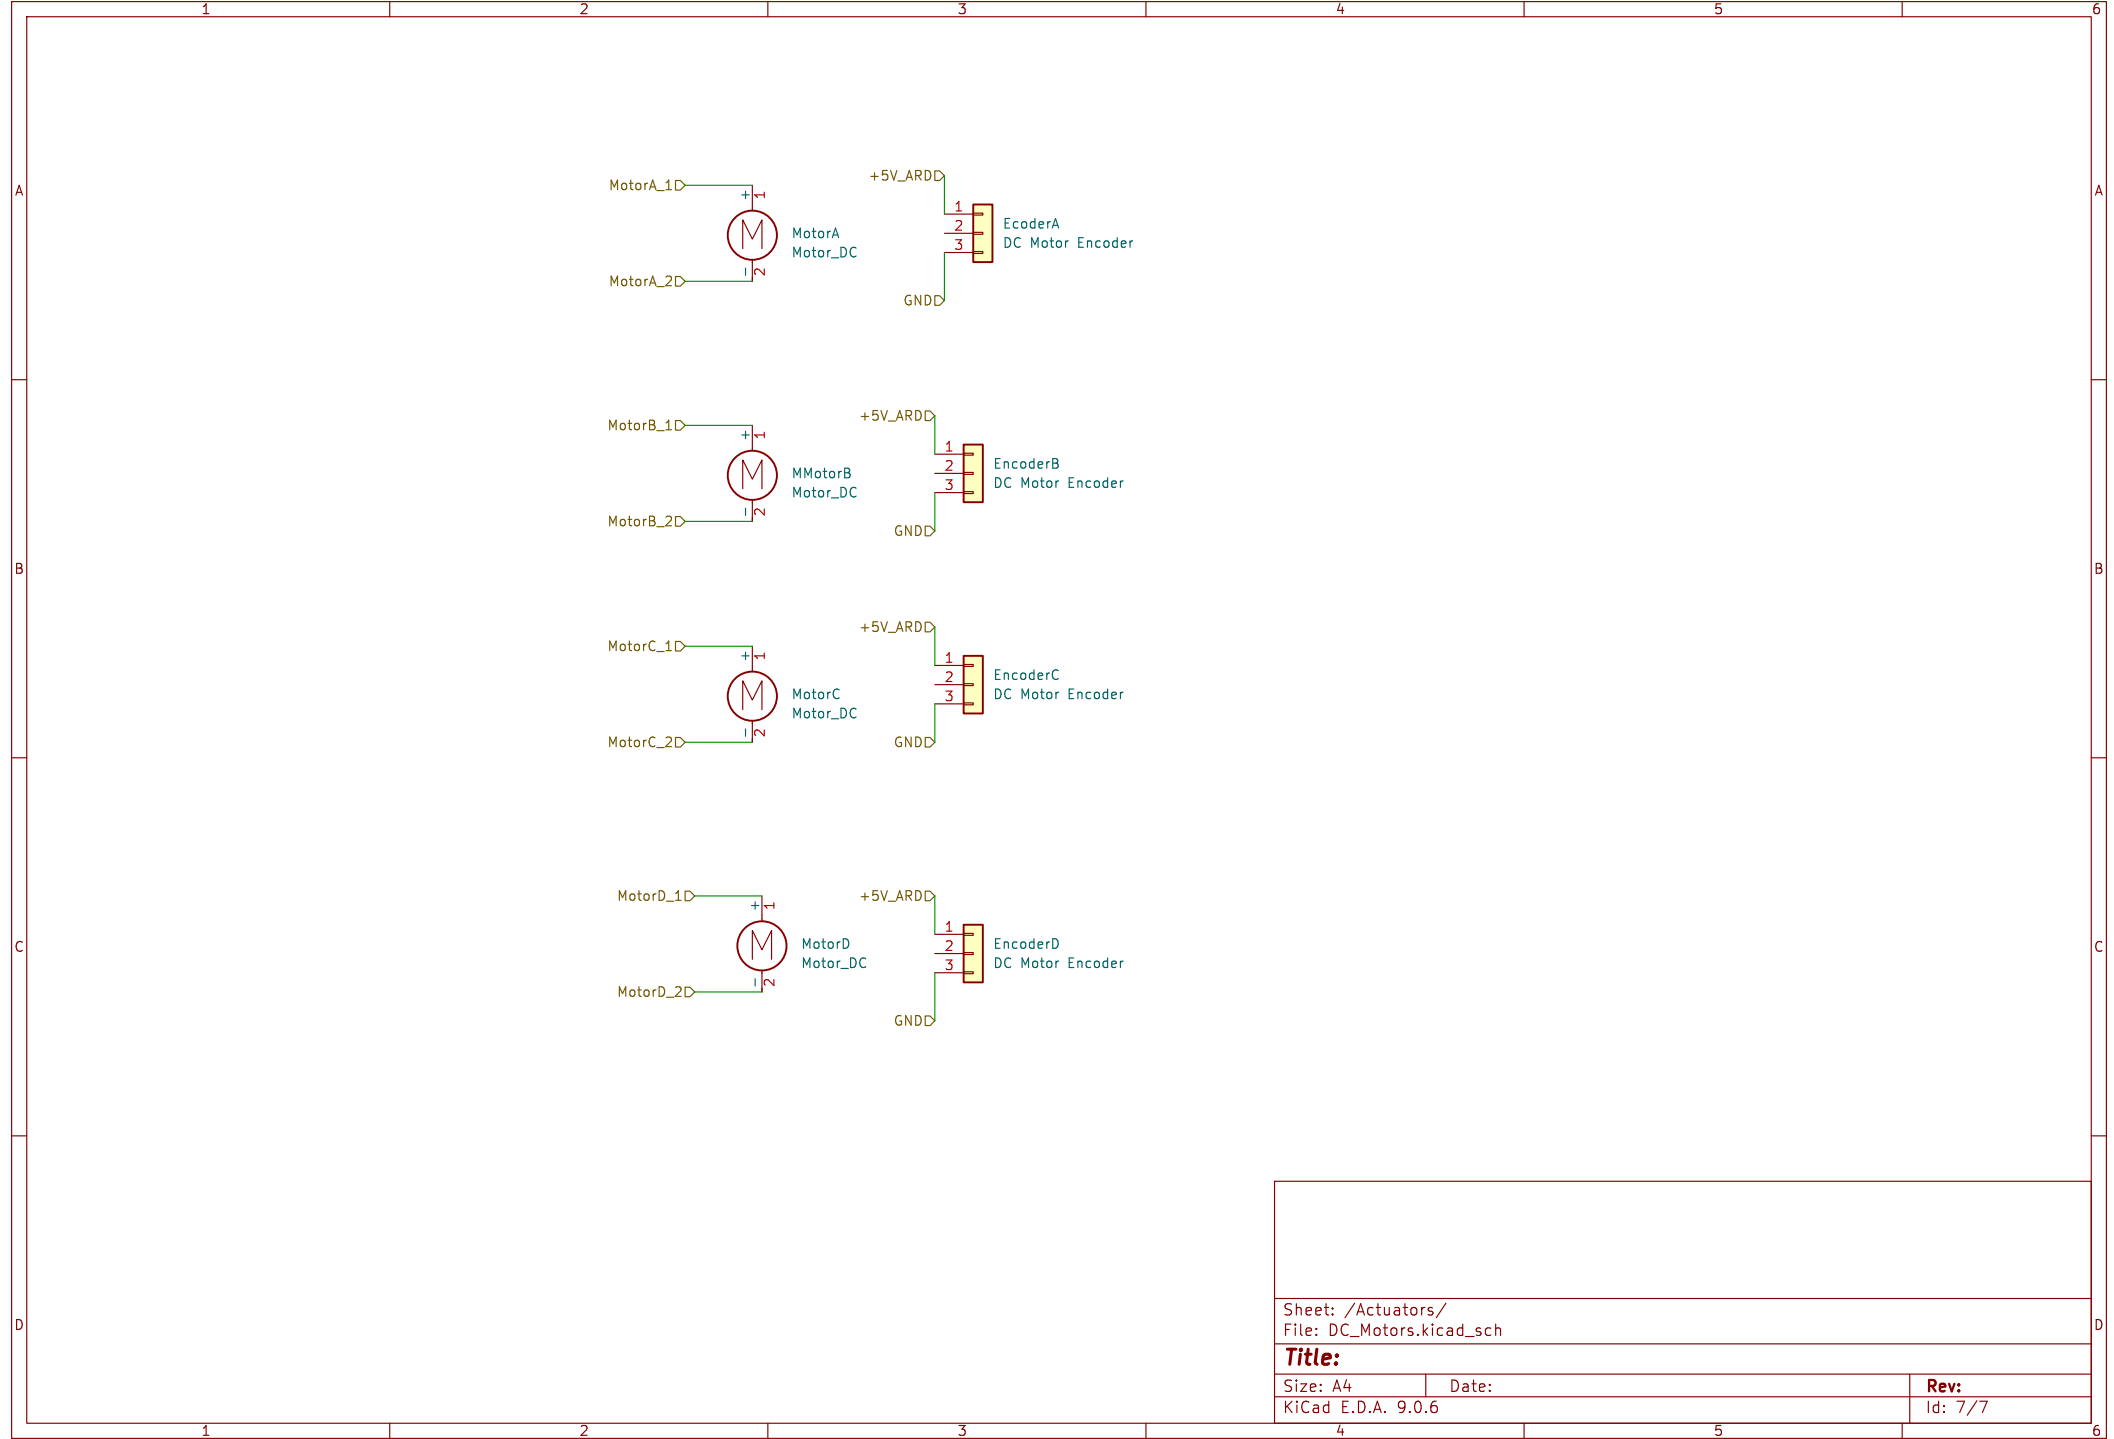 1 2 3 4 5 6
A A
MotorA_1
+ 1
M
MotorA
Motor_DC
- 2
MotorA_2
+5V_ARD
1
2
3
EcoderA
DC Motor Encoder
GND
MotorB_1
+ 1
M
MMotorB
Motor_DC
- 2
MotorB_2
+5V_ARD
1
2
3
EncoderB
DC Motor Encoder
GND
B B
MotorC_1
+ 1
M
MotorC
Motor_DC
- 2
MotorC_2
+5V_ARD
1
2
3
EncoderC
DC Motor Encoder
GND
MotorD_1
+ 1
M
MotorD
Motor_DC
- 2
MotorD_2
+5V_ARD
1
2
3
EncoderD
DC Motor Encoder
GND
C C
D D
Sheet: /Actuators/
File: DC_Motors.kicad_sch
Title:
Size: A4 Date: Rev:
KiCad E.D.A. 9.0.6 Id: 7/7
1 2 3 4 5 6